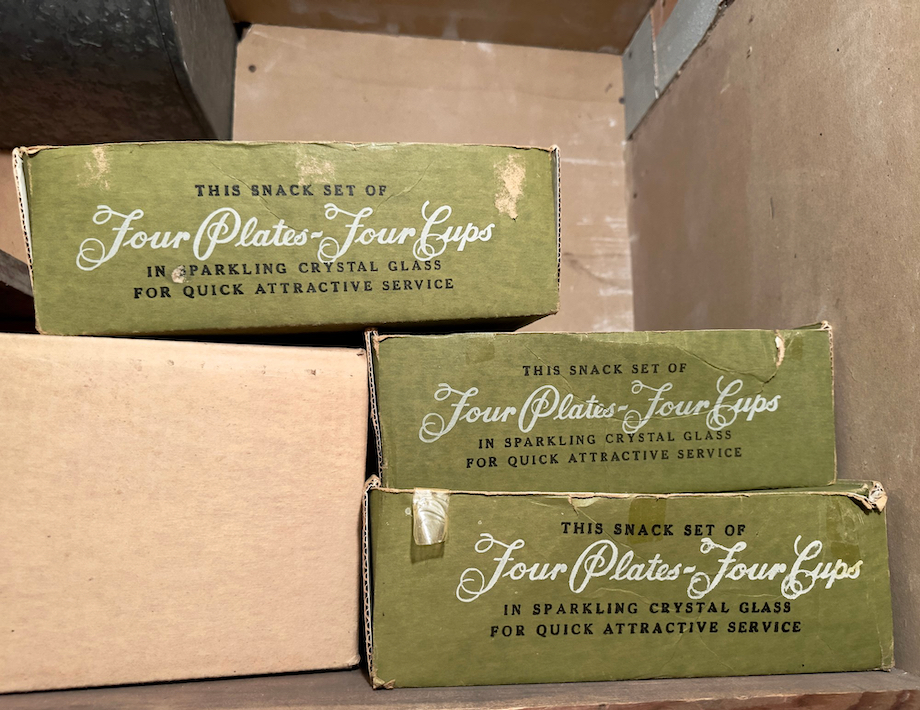 THIS SNACK SET OF
Four Plates-Four Cups
IN SPARKLING CRYSTAL GLASS
FOR QUICK ATTRACTIVE SERVICE
THIS SNACK SET OF
Four Plates-Four Cups
IN SPARKLING CRYSTAL GLASS
FOR QUICK ATTRACTIVE SERVICE
THIS SNACK SET OF
Four Plates-Four Cups
IN SPARKLING CRYSTAL GLASS
FOR QUICK ATTRACTIVE SERVICE